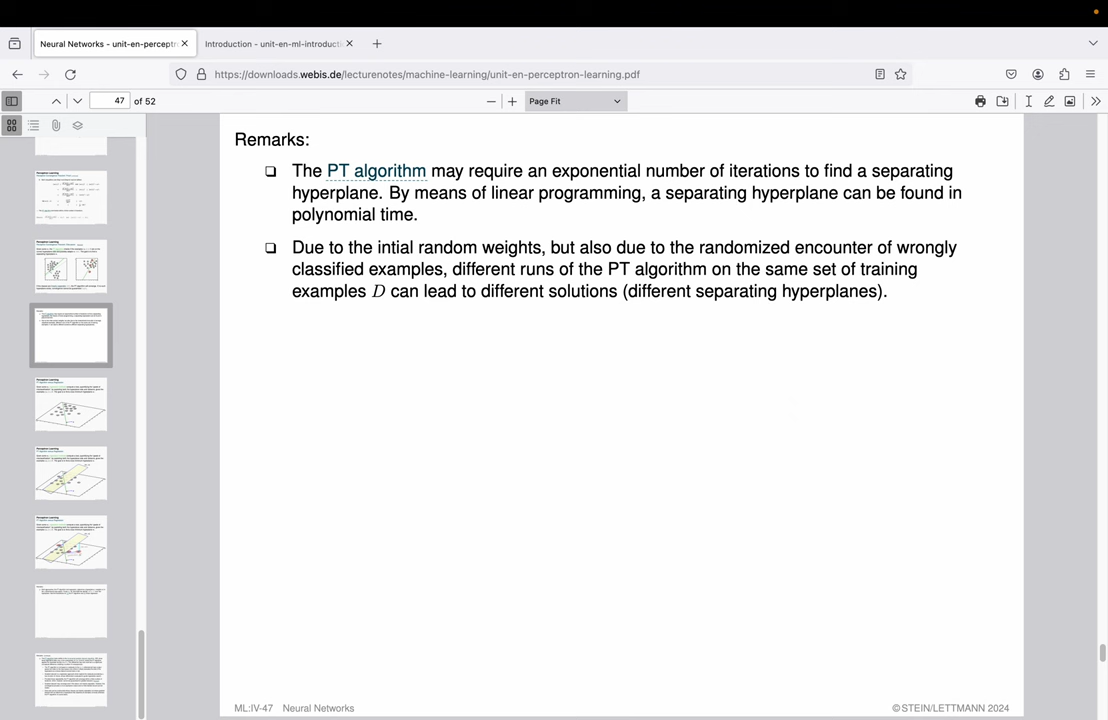 Neural Networks - unit-en-perceptr
Introduction - unit-en-ml-introducti
https://downloads.webis.de/lecturenotes/machine-learning/unit-en-perceptron-learning.pdf
47 of 52
Page Fit
Remarks:
❑ The PT algorithm may require an exponential number of iterations to find a separating
hyperplane. By means of linear programming, a separating hyperplane can be found in
polynomial time.
❑ Due to the intial random weights, but also due to the randomized encounter of wrongly
classified examples, different runs of the PT algorithm on the same set of training
examples D can lead to different solutions (different separating hyperplanes).
ML:IV-47 Neural Networks
© STEIN/LETTMANN 2024